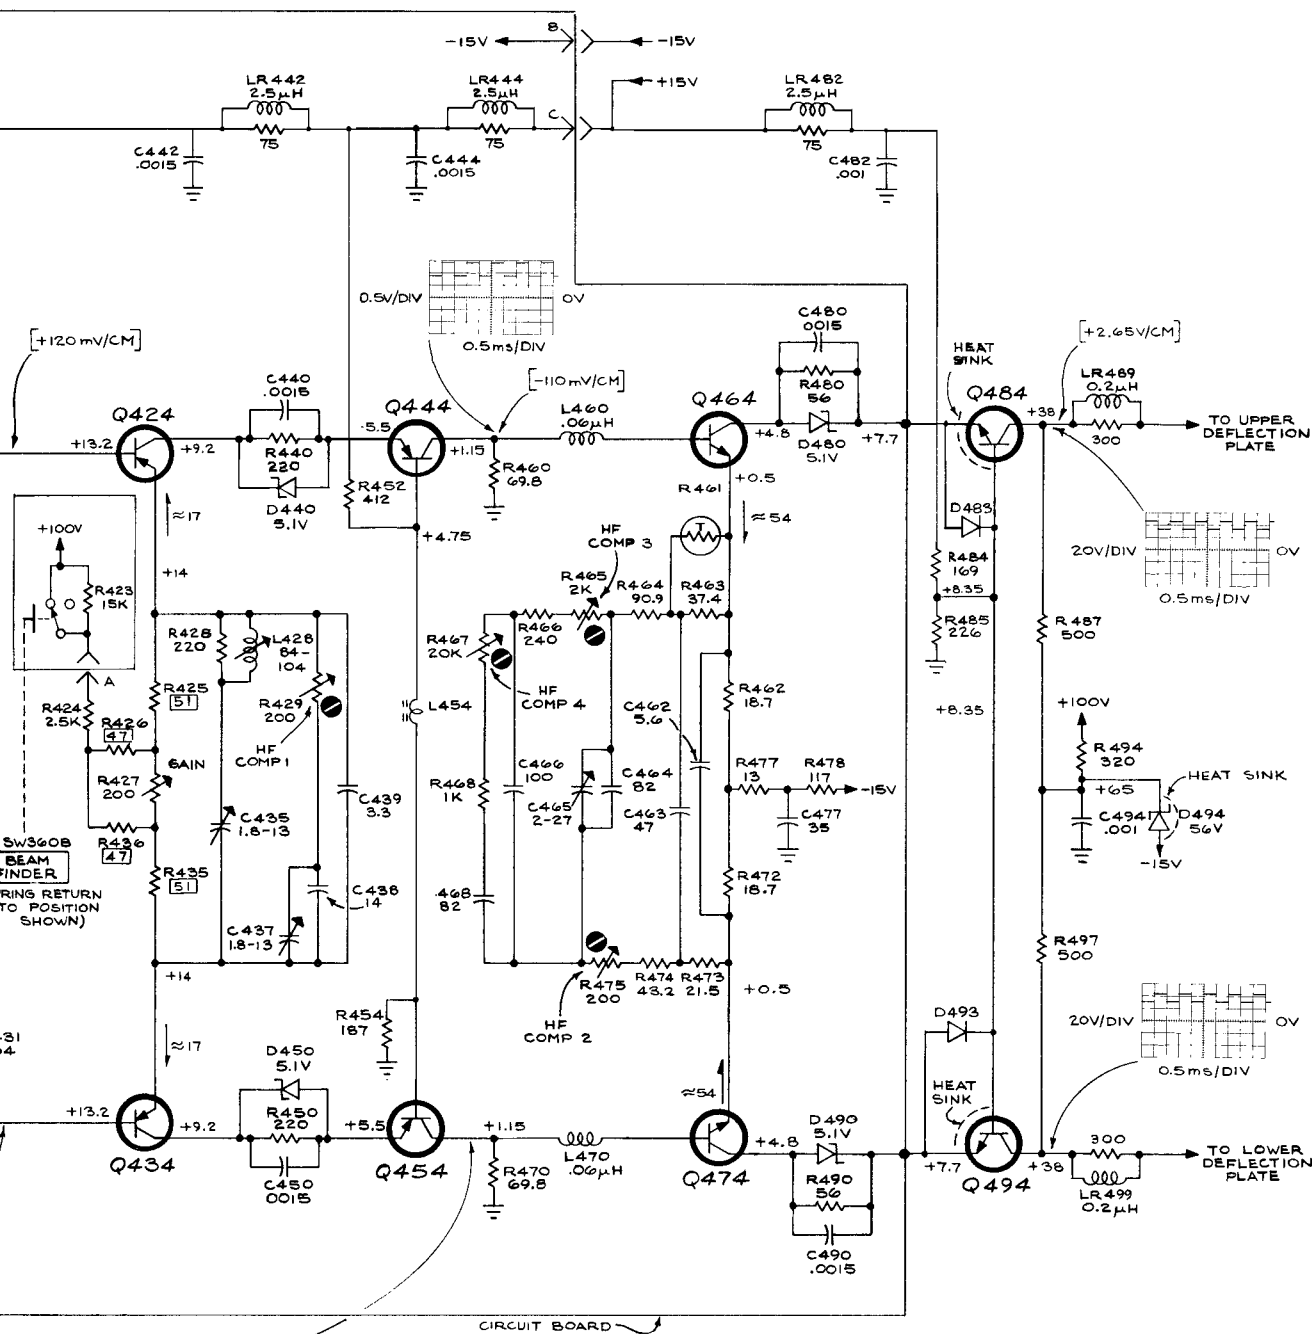 B
-15V
-15V
+15V
LR442
2.5μH
75
LR444
2.5μH
75
C
LR482
2.5μH
75
C442
.0015
C444
.0015
C482
.001
0.5V/DIV
0V
0.5ms/DIV
[+120mV/CM]
[-110mV/CM]
[+2.65V/CM]
C440
.0015
Q424
+13.2
+9.2
R440
220
D440
5.1V
Q444
-5.5
+1.15
L460
.06μH
R460
69.8
R452
412
+4.75
Q464
+4.8
+0.5
C480
0015
R480
56
D480
5.1V
+7.7
HEAT
SINK
Q484
+38
LR489
0.2μH
300
TO UPPER
DEFLECTION
PLATE
≈17
+14
+100V
R423
15K
R461
T
≈54
D483
R484
169
+8.35
R485
226
20V/DIV
0V
0.5ms/DIV
HF
COMP 3
R465
2K
R464
90.9
R463
37.4
R466
240
R467
20K
HF
COMP 4
R428
220
L428
84-
104
R429
200
HF
COMP 1
R425
51
A
R424
2.5K
R426
47
GAIN
R427
200
R436
47
R435
51
L454
C462
5.6
R462
18.7
R487
500
+8.35
+100V
R494
320
+65
C494
.001
HEAT SINK
D494
56V
-15V
R468
1K
C466
100
C465
2-27
C464
82
C463
47
R477
13
R478
117
-15V
C477
35
R472
18.7
C439
3.3
C435
1.8-13
C438
14
C437
1.8-13
.468
82
SW360B
BEAM
FINDER
RING RETURN
TO POSITION
SHOWN)
+14
R475
200
R474
43.2
R473
21.5
+0.5
HF
COMP 2
R497
500
R454
187
≈17
D450
5.1V
R450
220
C450
0015
+13.2
Q434
+9.2
+5.5
Q454
+1.15
R470
69.8
L470
.06μH
≈54
Q474
+4.8
D490
5.1V
R490
56
C490
.0015
D493
HEAT
SINK
+7.7
Q494
+38
20V/DIV
0V
0.5ms/DIV
300
LR499
0.2μH
TO LOWER
DEFLECTION
PLATE
CIRCUIT BOARD